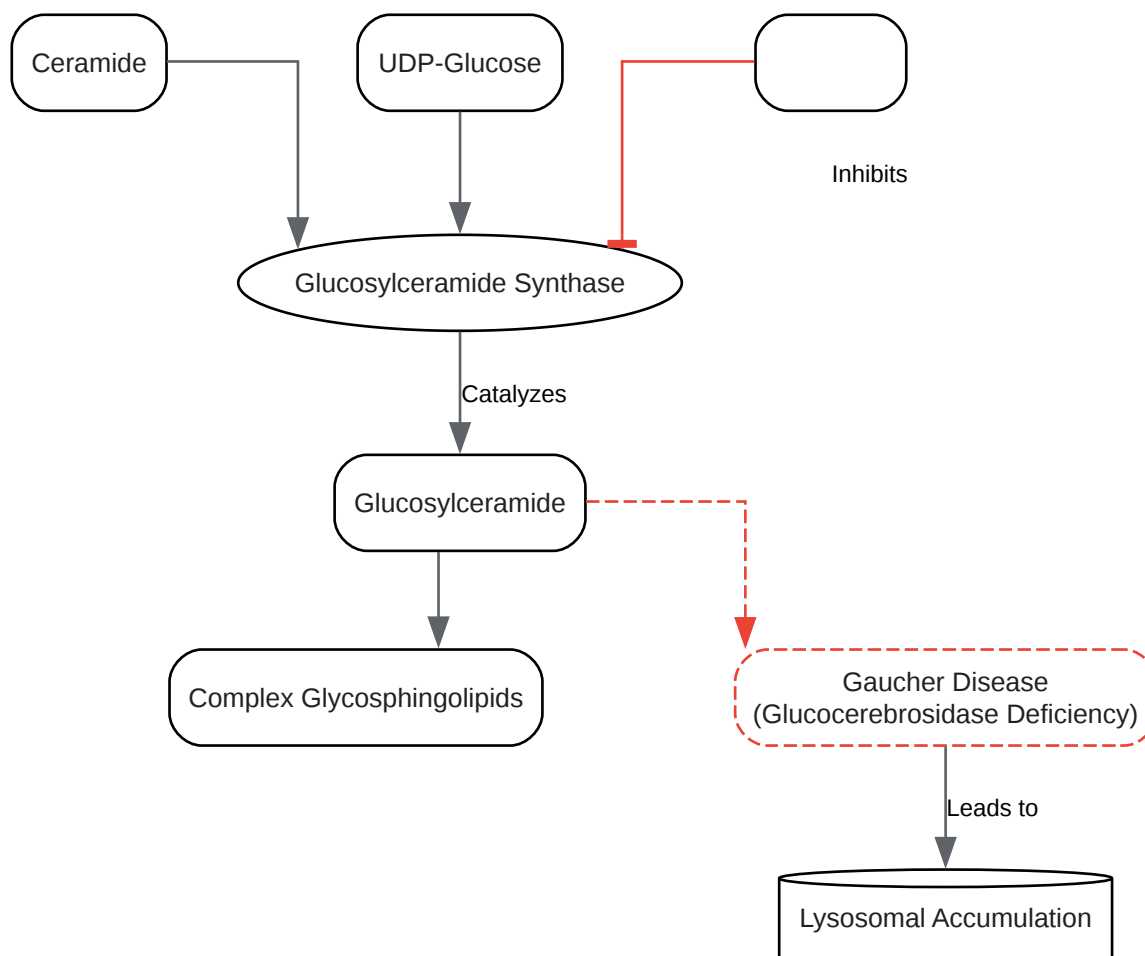 Ceramide
UDP-Glucose
Inhibits
Glucosylceramide Synthase
Catalyzes
Glucosylceramide
Complex Glycosphingolipids
Gaucher Disease
(Glucocerebrosidase Deficiency)
Leads to
Lysosomal Accumulation